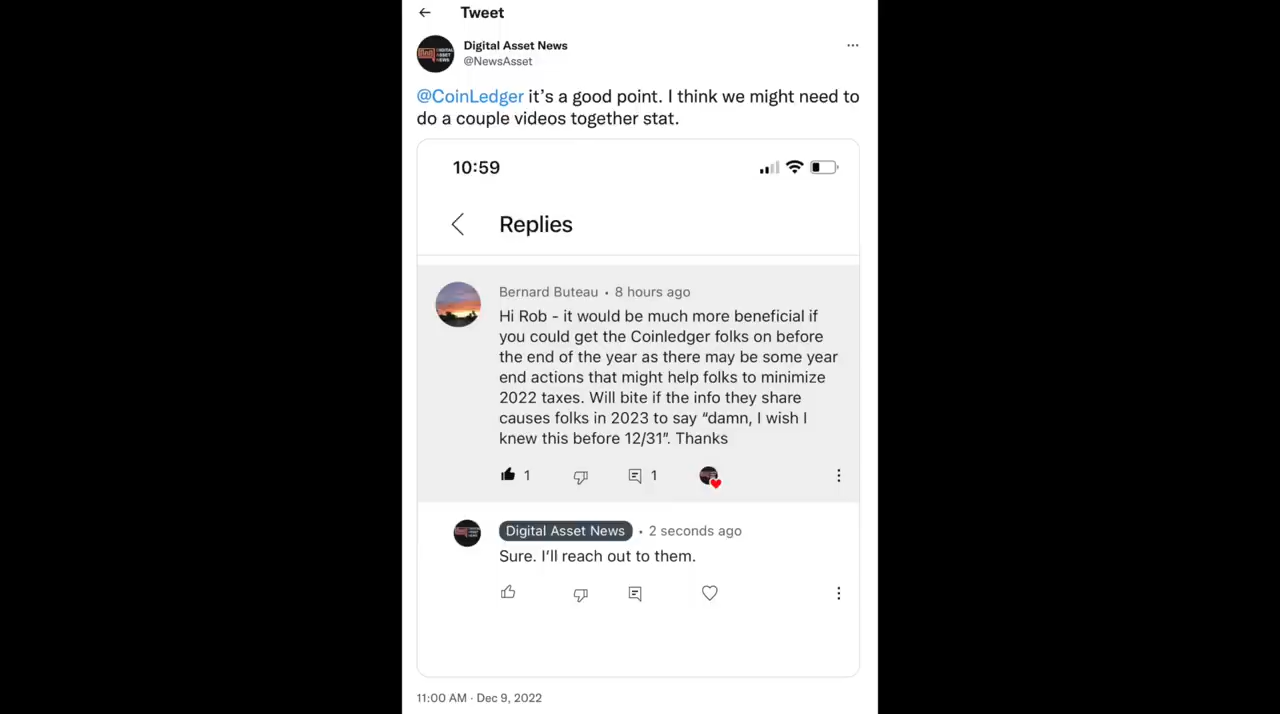 Tweet
Digital Asset News
@NewsAsset
@CoinLedger it’s a good point. I think we might need to
do a couple videos together stat.
10:59
Replies
Bernard Buteau • 8 hours ago
Hi Rob - it would be much more beneficial if
you could get the Coinledger folks on before
the end of the year as there may be some year
end actions that might help folks to minimize
2022 taxes. Will bite if the info they share
causes folks in 2023 to say “damn, I wish I
knew this before 12/31”. Thanks
1
1
Digital Asset News • 2 seconds ago
Sure. I’ll reach out to them.
11:00 AM · Dec 9, 2022